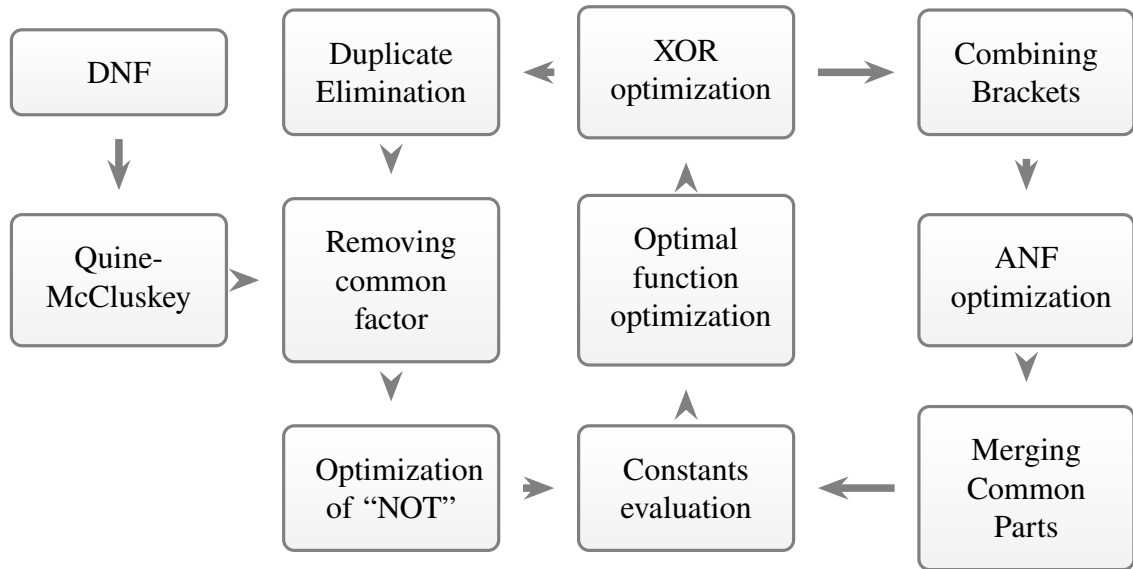 DNF
Duplicate
Elimination
XOR
optimization
Combining
Brackets
Quine-
McCluskey
Removing
common
factor
Optimal
function
optimization
ANF
optimization
Optimization
of “NOT”
Constants
evaluation
Merging
Common
Parts